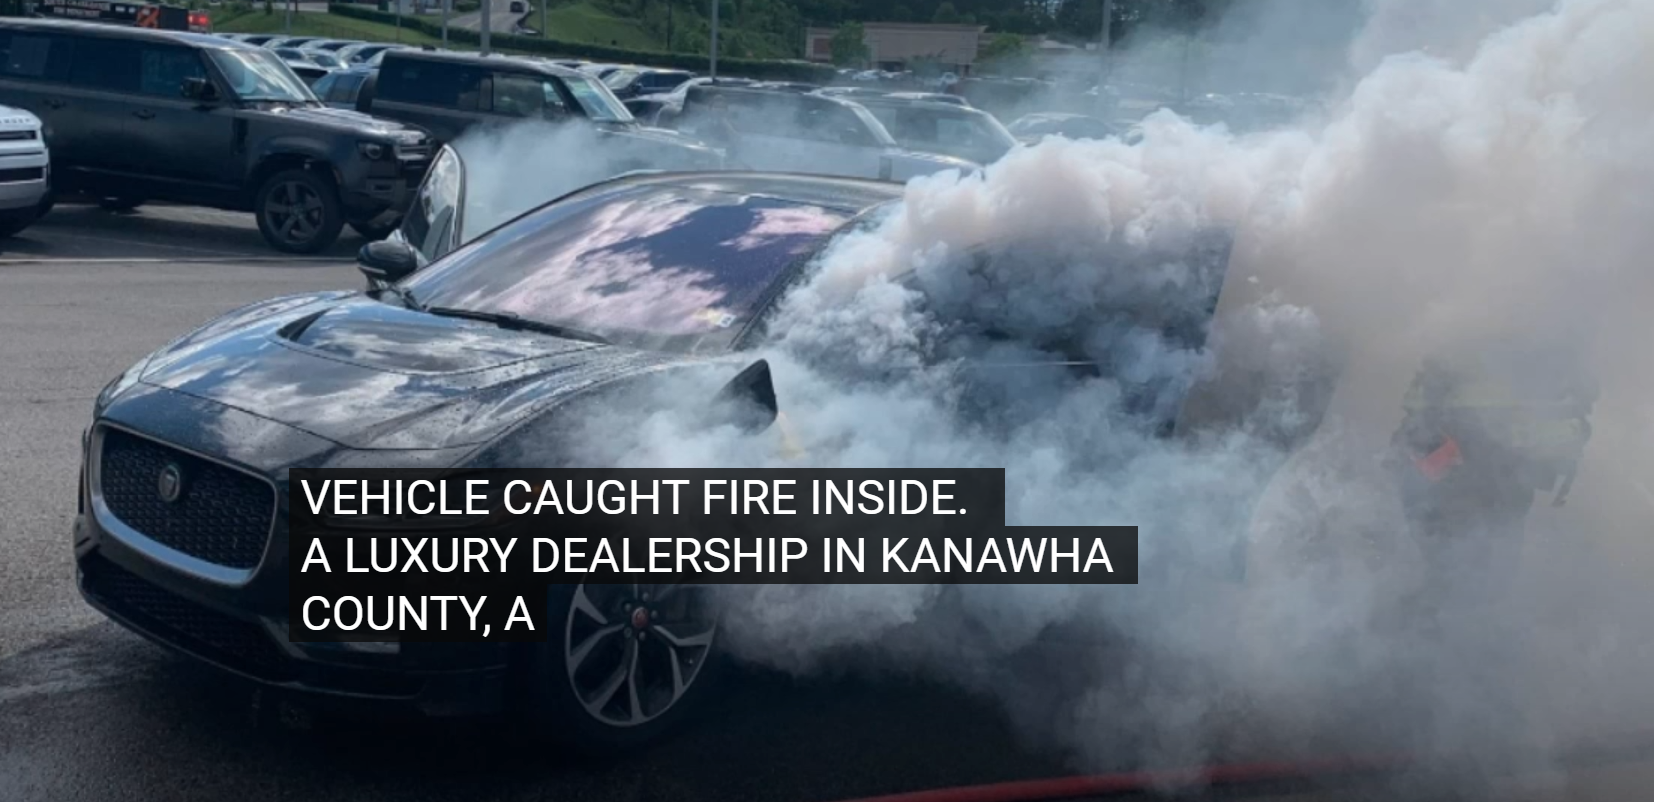 VEHICLE CAUGHT FIRE INSIDE.
A LUXURY DEALERSHIP IN KANAWHA
COUNTY, A